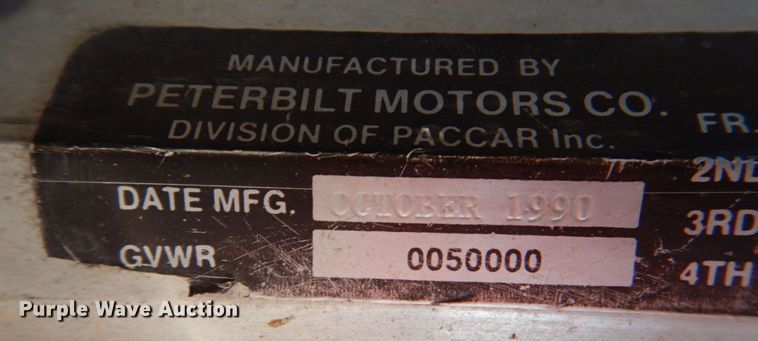 MANUFACTURED BY
PETERBILT MOTORS CO.
DIVISION OF PACCAR Inc.
FR.
2ND
DATE MFG. OCTOBER 1990
3RD
GVWR 0050000
4TH
Purple Wave Auction